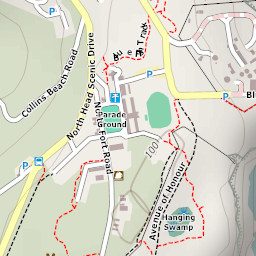 Collins Beach Road
North Head Scenic Drive
P
P
Bl
Parade
Ground
North Fort Road
100
P
Avenue of Honour
Hanging
Swamp
P